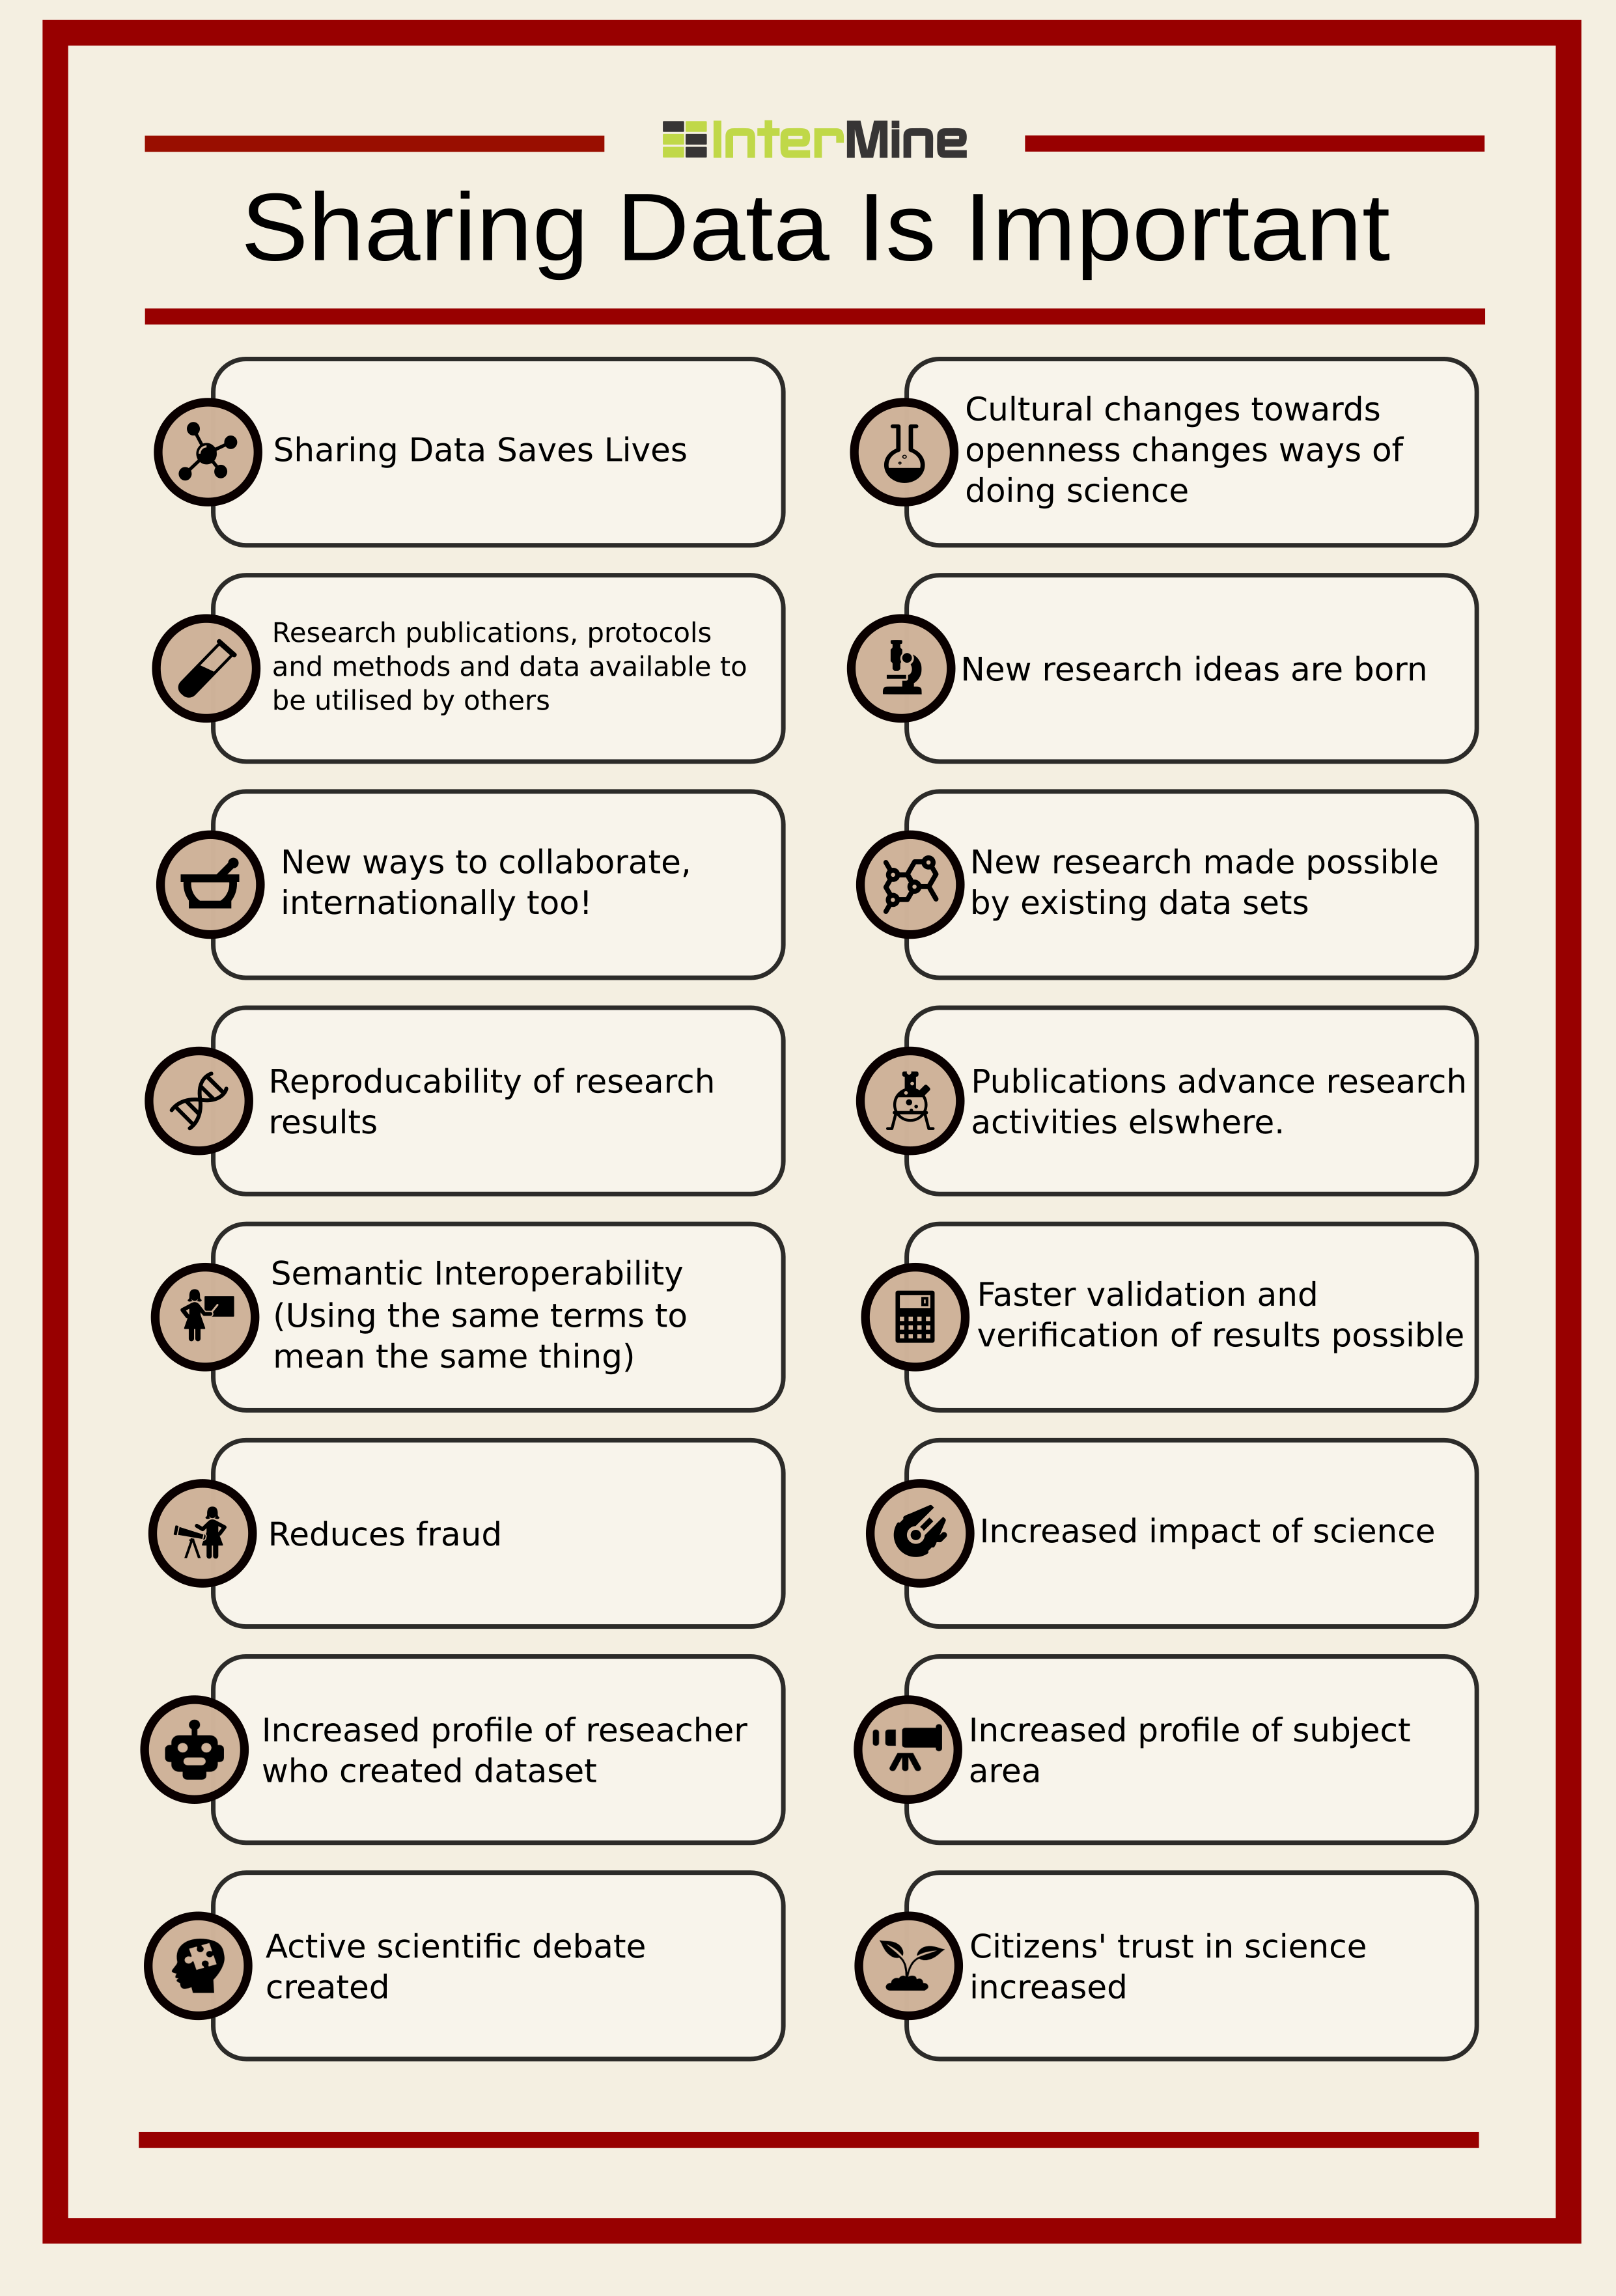 InterMine
Sharing Data Is Important
Sharing Data Saves Lives
Cultural changes towards
openness changes ways of
doing science
Research publications, protocols
and methods and data available to
be utilised by others
New research ideas are born
New ways to collaborate,
internationally too!
New research made possible
by existing data sets
Reproducability of research
results
Publications advance research
activities elswhere.
Semantic Interoperability
(Using the same terms to
mean the same thing)
Faster validation and
verification of results possible
Reduces fraud
Increased impact of science
Increased profile of reseacher
who created dataset
Increased profile of subject
area
Active scientific debate
created
Citizens' trust in science
increased